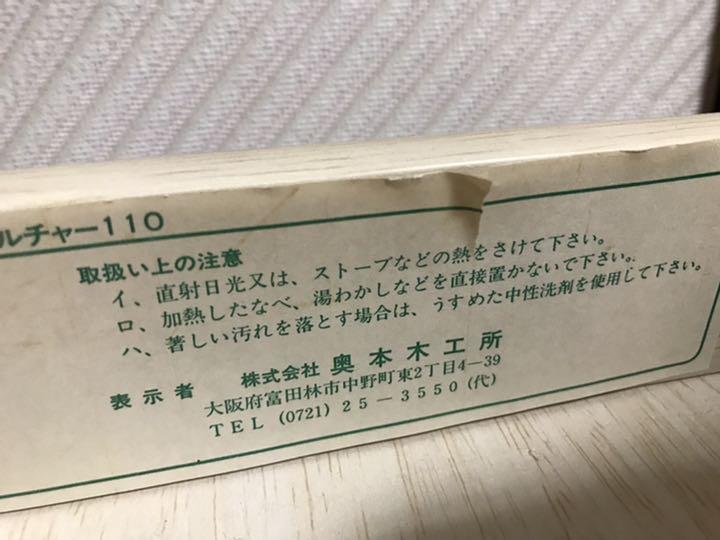 ルチャー110
取扱い上の注意
イ、直射日光又は、ストーブなどの熱をさけて下さい。
ロ、加熱したなべ、湯わかしなどを直接置かないで下さい。
ハ、著しい汚れを落とす場合は、うすめた中性洗剤を使用して下さい。
表示者 株式会社 奥本木工所
大阪府富田林市中野町東2丁目4－39
TEL (0721) 25－3550(代)